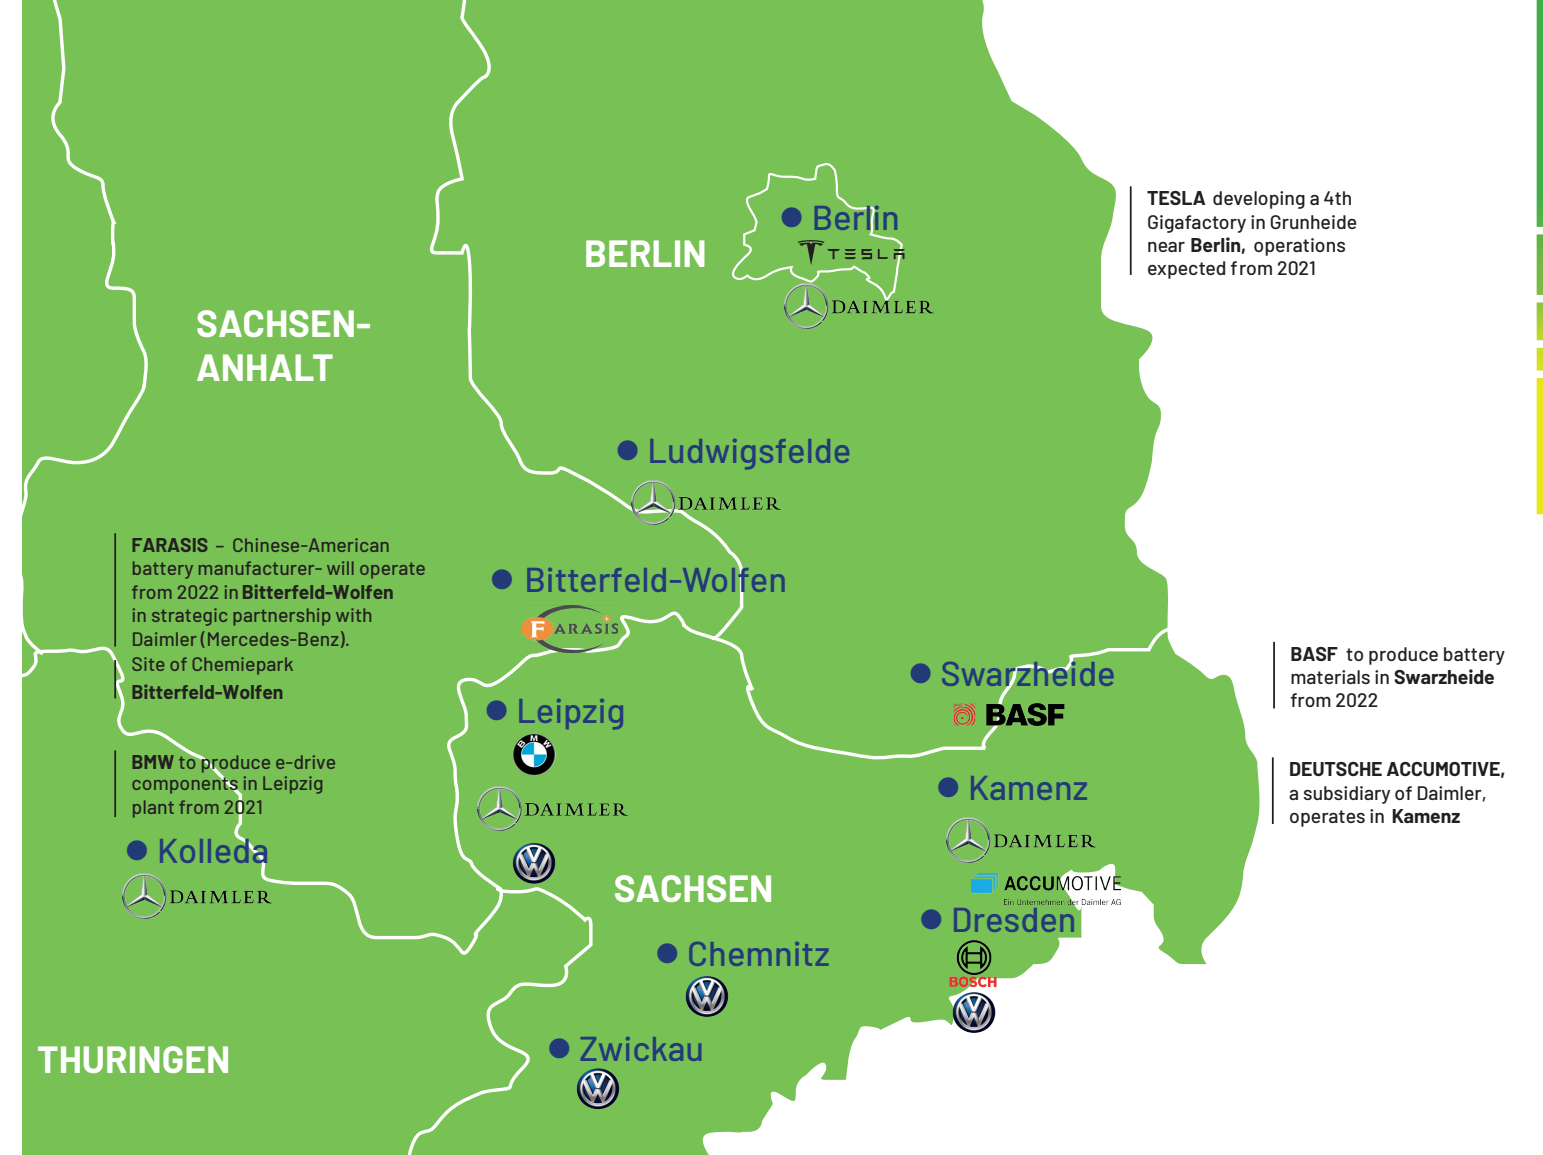 Berlin
TESLA
BERLIN
DAIMLER
TESLA developing a 4th
Gigafactory in Grunheide
near Berlin, operations
expected from 2021
SACHSEN-
ANHALT
Ludwigsfelde
DAIMLER
FARASIS – Chinese-American
battery manufacturer- will operate
from 2022 in Bitterfeld-Wolfen
in strategic partnership with
Daimler (Mercedes-Benz).
Site of Chemiepark
Bitterfeld-Wolfen
Bitterfeld-Wolfen
FARASIS
Swarzheide
BASF
BASF to produce battery
materials in Swarzheide
from 2022
Leipzig
BMW
DAIMLER
VW
BMW to produce e-drive
components in Leipzig
plant from 2021
Kolleda
DAIMLER
Kamenz
DAIMLER
ACCUMOTIVE
Ein Unternehmen der Daimler AG
DEUTSCHE ACCUMOTIVE,
a subsidiary of Daimler,
operates in Kamenz
SACHSEN
Dresden
BOSCH
VW
Chemnitz
VW
Zwickau
VW
THURINGEN